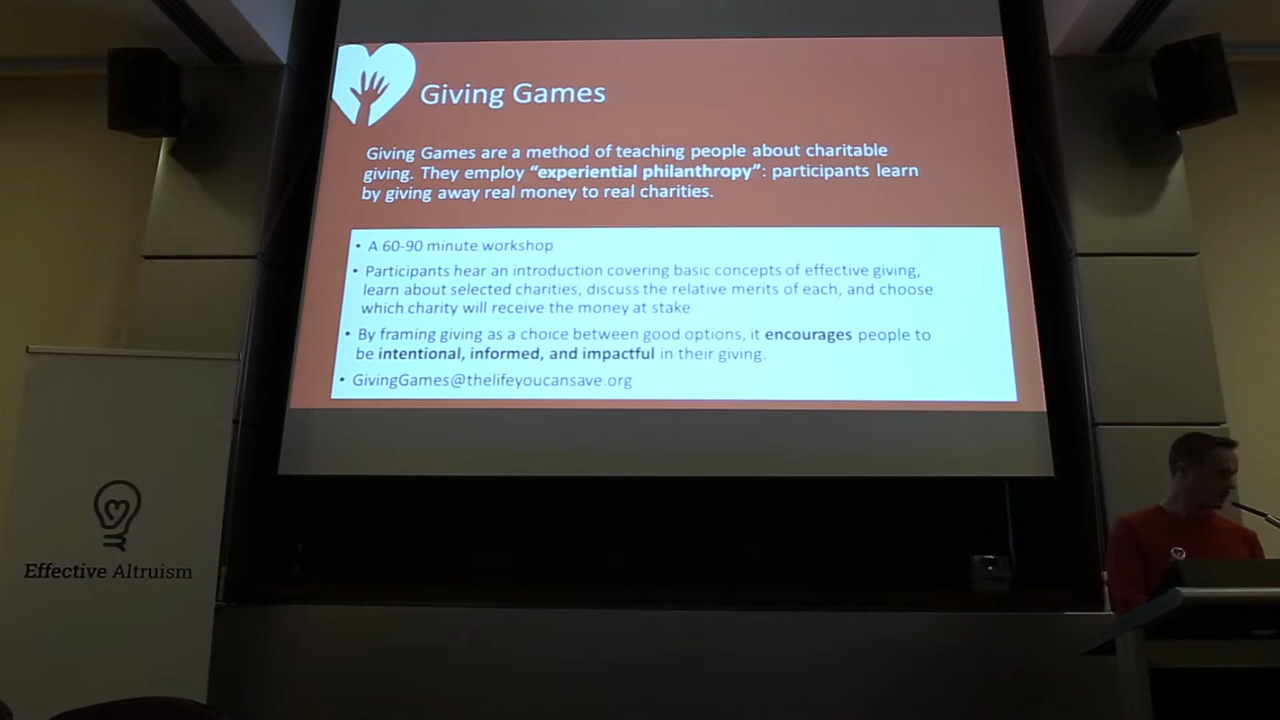 Giving Games
Giving Games are a method of teaching people about charitable
giving. They employ “experiential philanthropy”: participants learn
by giving away real money to real charities.
• A 60-90 minute workshop
• Participants hear an introduction covering basic concepts of effective giving,
learn about selected charities, discuss the relative merits of each, and choose
which charity will receive the money at stake
• By framing giving as a choice between good options, it encourages people to
be intentional, informed, and impactful in their giving.
• GivingGames@thelifeyoucansave.org
Effective Altruism